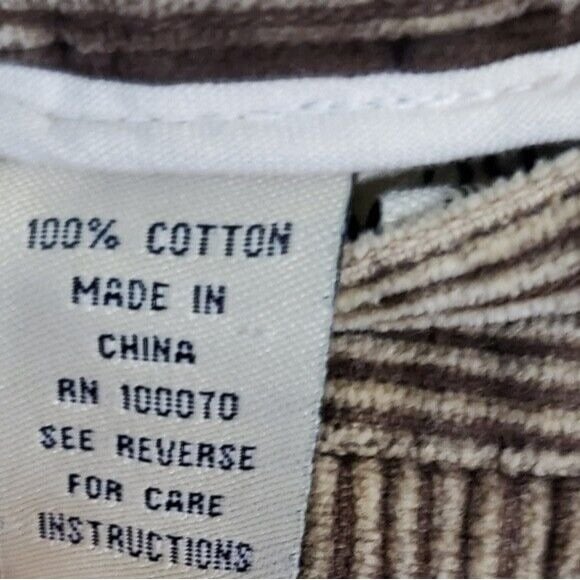 100% COTTON
MADE IN
CHINA
RN 100070
SEE REVERSE
FOR CARE
INSTRUCTIONS